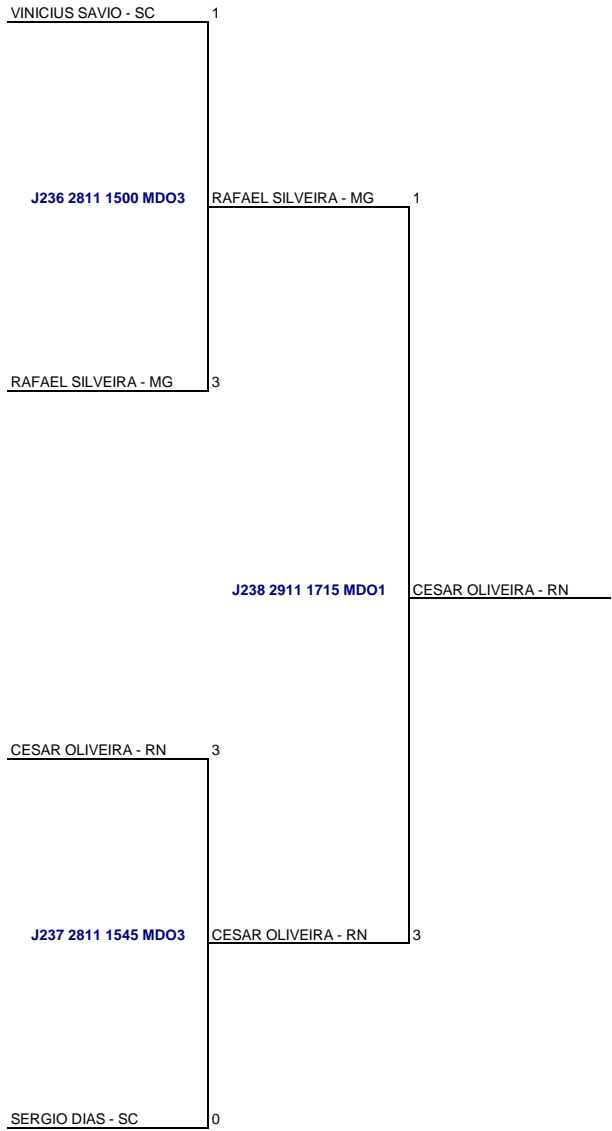 VINICIUS SAVIO - SC 1
J236 2811 1500 MDO3 RAFAEL SILVEIRA - MG 1
RAFAEL SILVEIRA - MG 3
J238 2911 1715 MDO1 CESAR OLIVEIRA - RN
CESAR OLIVEIRA - RN 3
J237 2811 1545 MDO3 CESAR OLIVEIRA - RN 3
SERGIO DIAS - SC 0